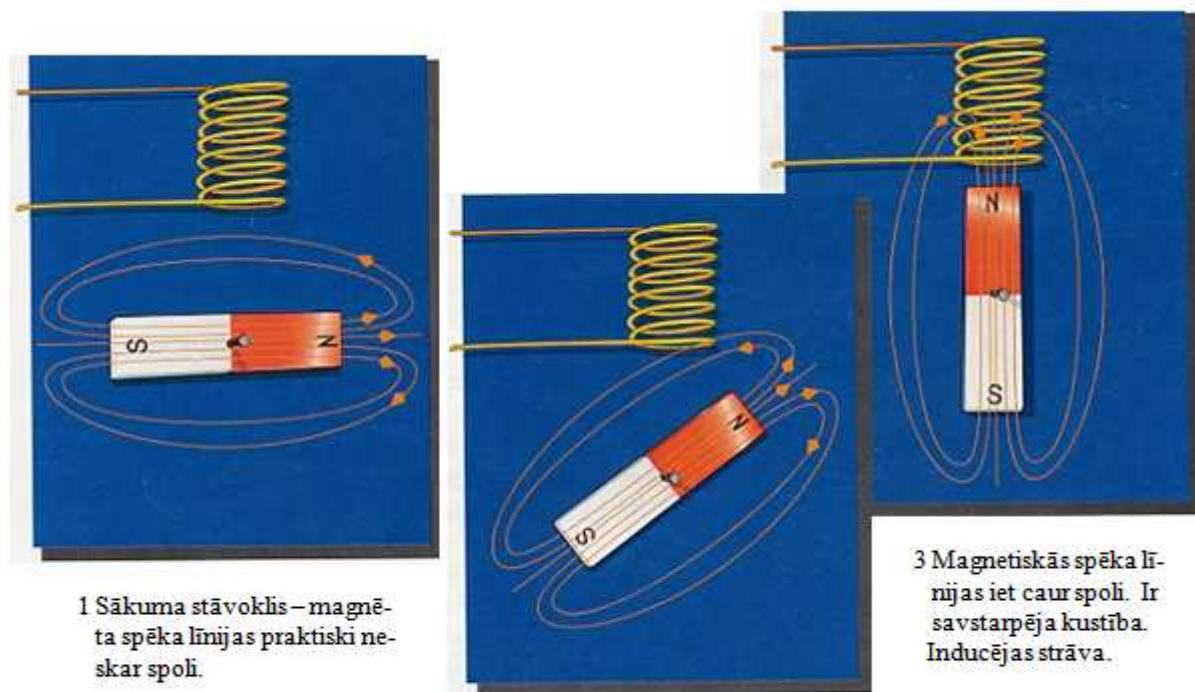 S
N
1 Sākuma stāvoklis – magnē-
ta spēka līnijas praktiski ne-
skar spoli.
N
S
N
S
3 Magnetiskās spēka lī-
nijas iet caur spoli. Ir
savstarpēja kustība.
Inducējas strāva.